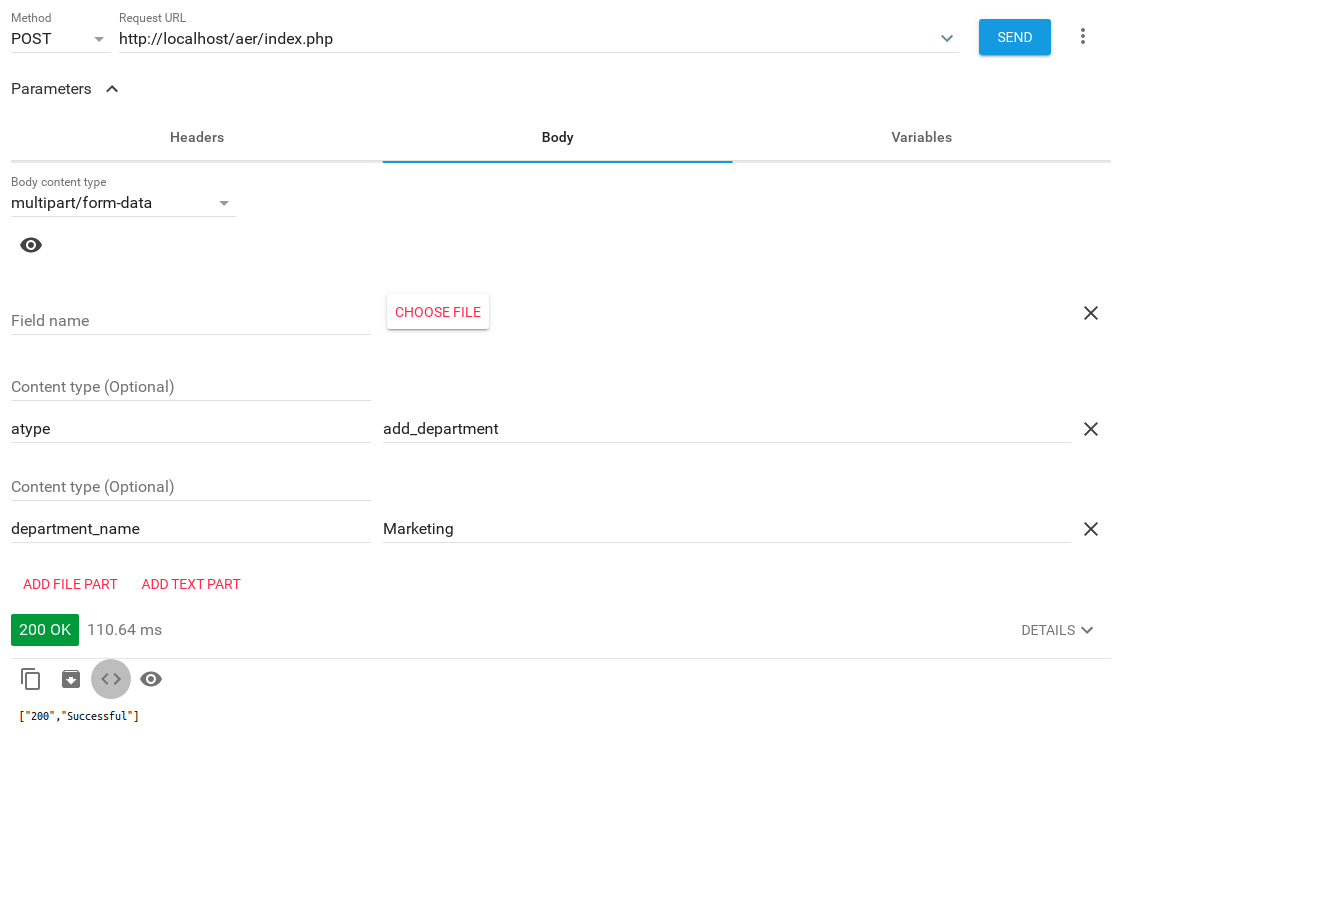 Method
Request URL
POST
http://localhost/aer/index.php
SEND
Parameters
Headers
Body
Variables
Body content type
multipart/form-data
Field name
CHOOSE FILE
Content type (Optional)
atype
add_department
Content type (Optional)
department_name
Marketing
ADD FILE PART
ADD TEXT PART
200 OK
110.64 ms
DETAILS
["200","Successful"]